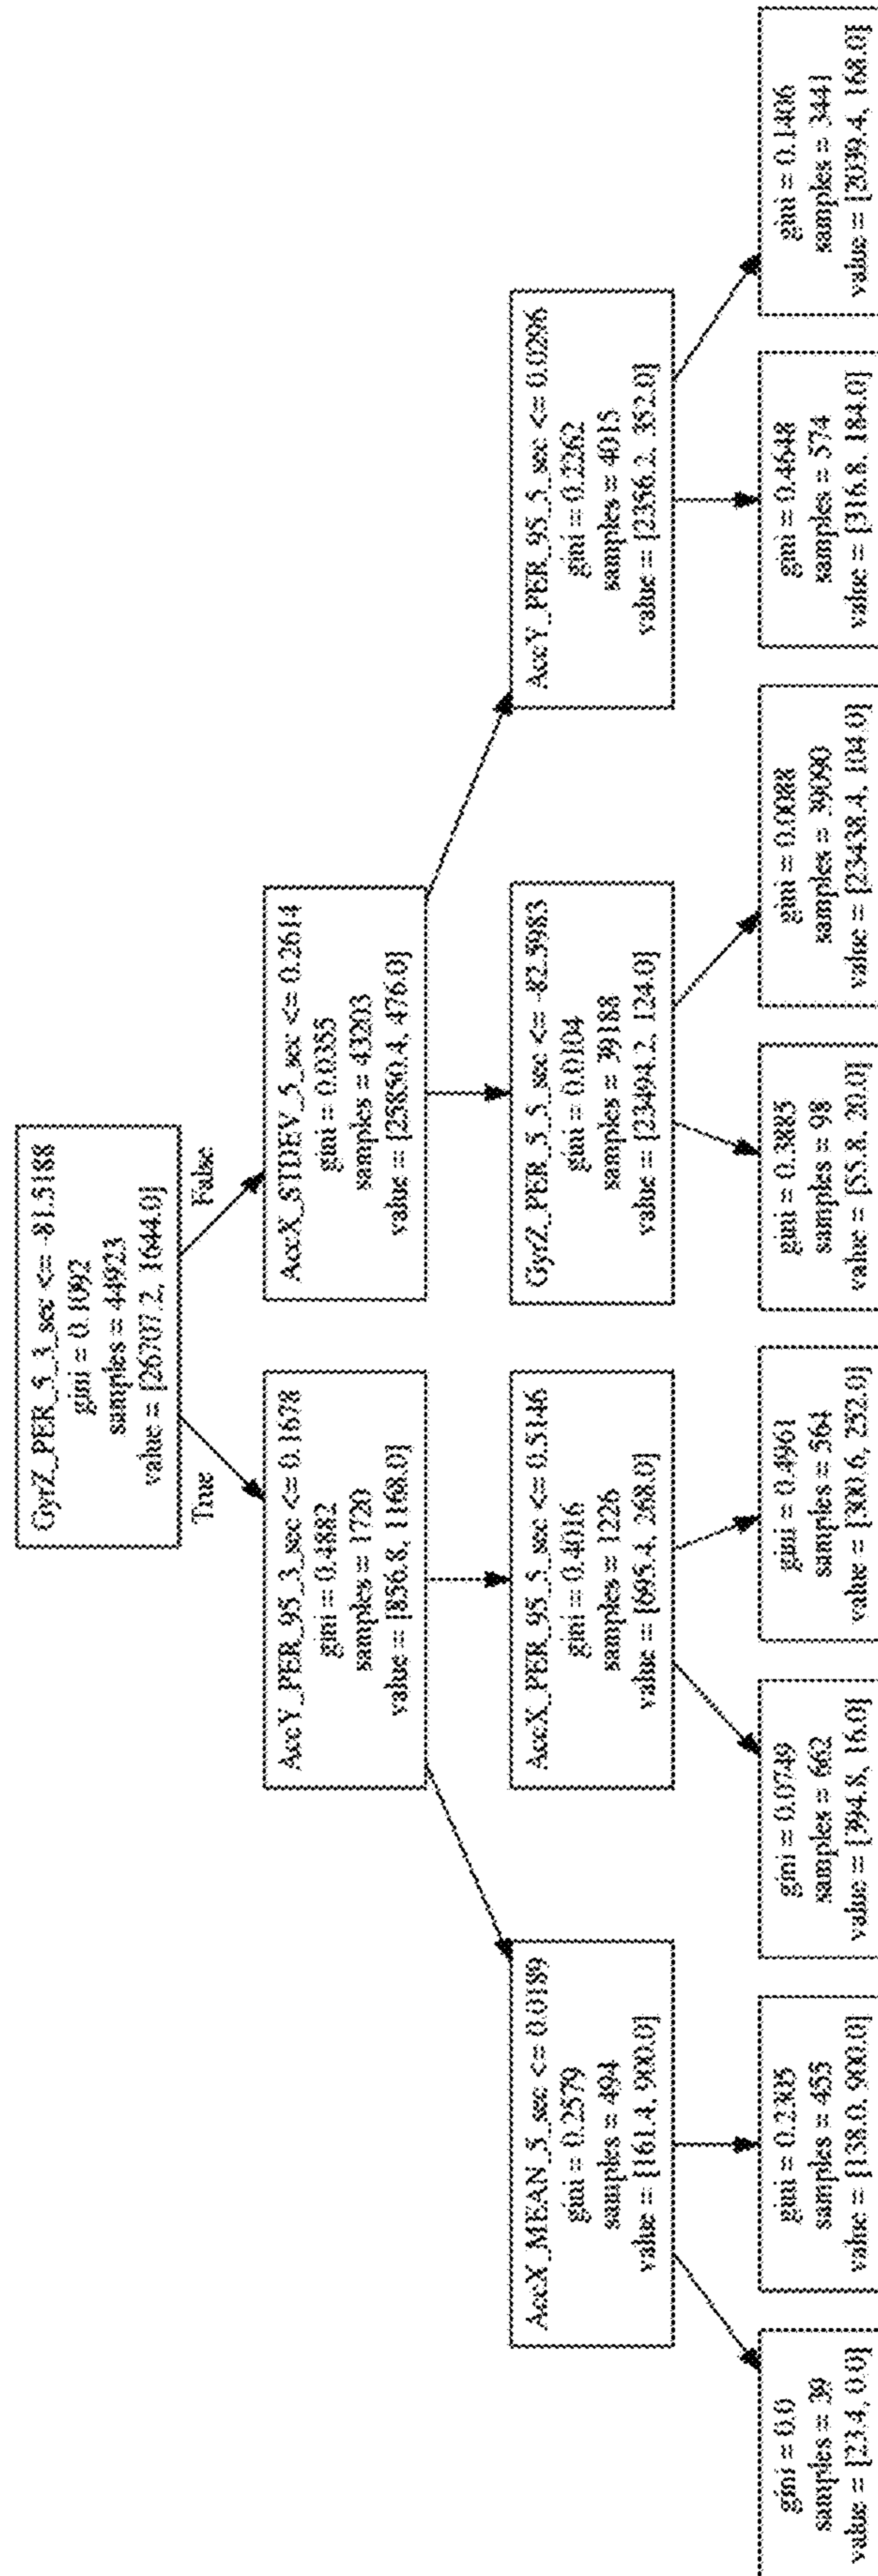 GyrZ_PER_5_3_sec <= -81.5188
gini = 0.1092
samples = 44923
value = [26707.2, 1644.0]
True
False
AccY_PER_95_3_sec <= 0.1678
gini = 0.4882
samples = 1720
value = [856.8, 1168.0]
AccX_STDEV_5_sec <= 0.2614
gini = 0.0355
samples = 43203
value = [25850.4, 476.0]
AccX_MEAN_5_sec <= 0.0189
gini = 0.2579
samples = 494
value = [161.4, 900.0]
AccX_PER_95_5_sec <= 0.5146
gini = 0.4016
samples = 1226
value = [695.4, 268.0]
GyrZ_PER_5_5_sec <= -82.5983
gini = 0.0104
samples = 39188
value = [23494.2, 124.0]
AccY_PER_95_5_sec <= 0.0206
gini = 0.2262
samples = 4015
value = [2356.2, 352.0]
gini = 0.0
samples = 39
value = [23.4, 0.0]
gini = 0.2305
samples = 455
value = [138.0, 900.0]
gini = 0.0749
samples = 662
value = [394.8, 16.0]
gini = 0.4961
samples = 564
value = [300.6, 252.0]
gini = 0.3885
samples = 98
value = [55.8, 20.0]
gini = 0.0088
samples = 39090
value = [23438.4, 104.0]
gini = 0.4648
samples = 574
value = [316.8, 184.0]
gini = 0.1406
samples = 3441
value = [2039.4, 168.0]